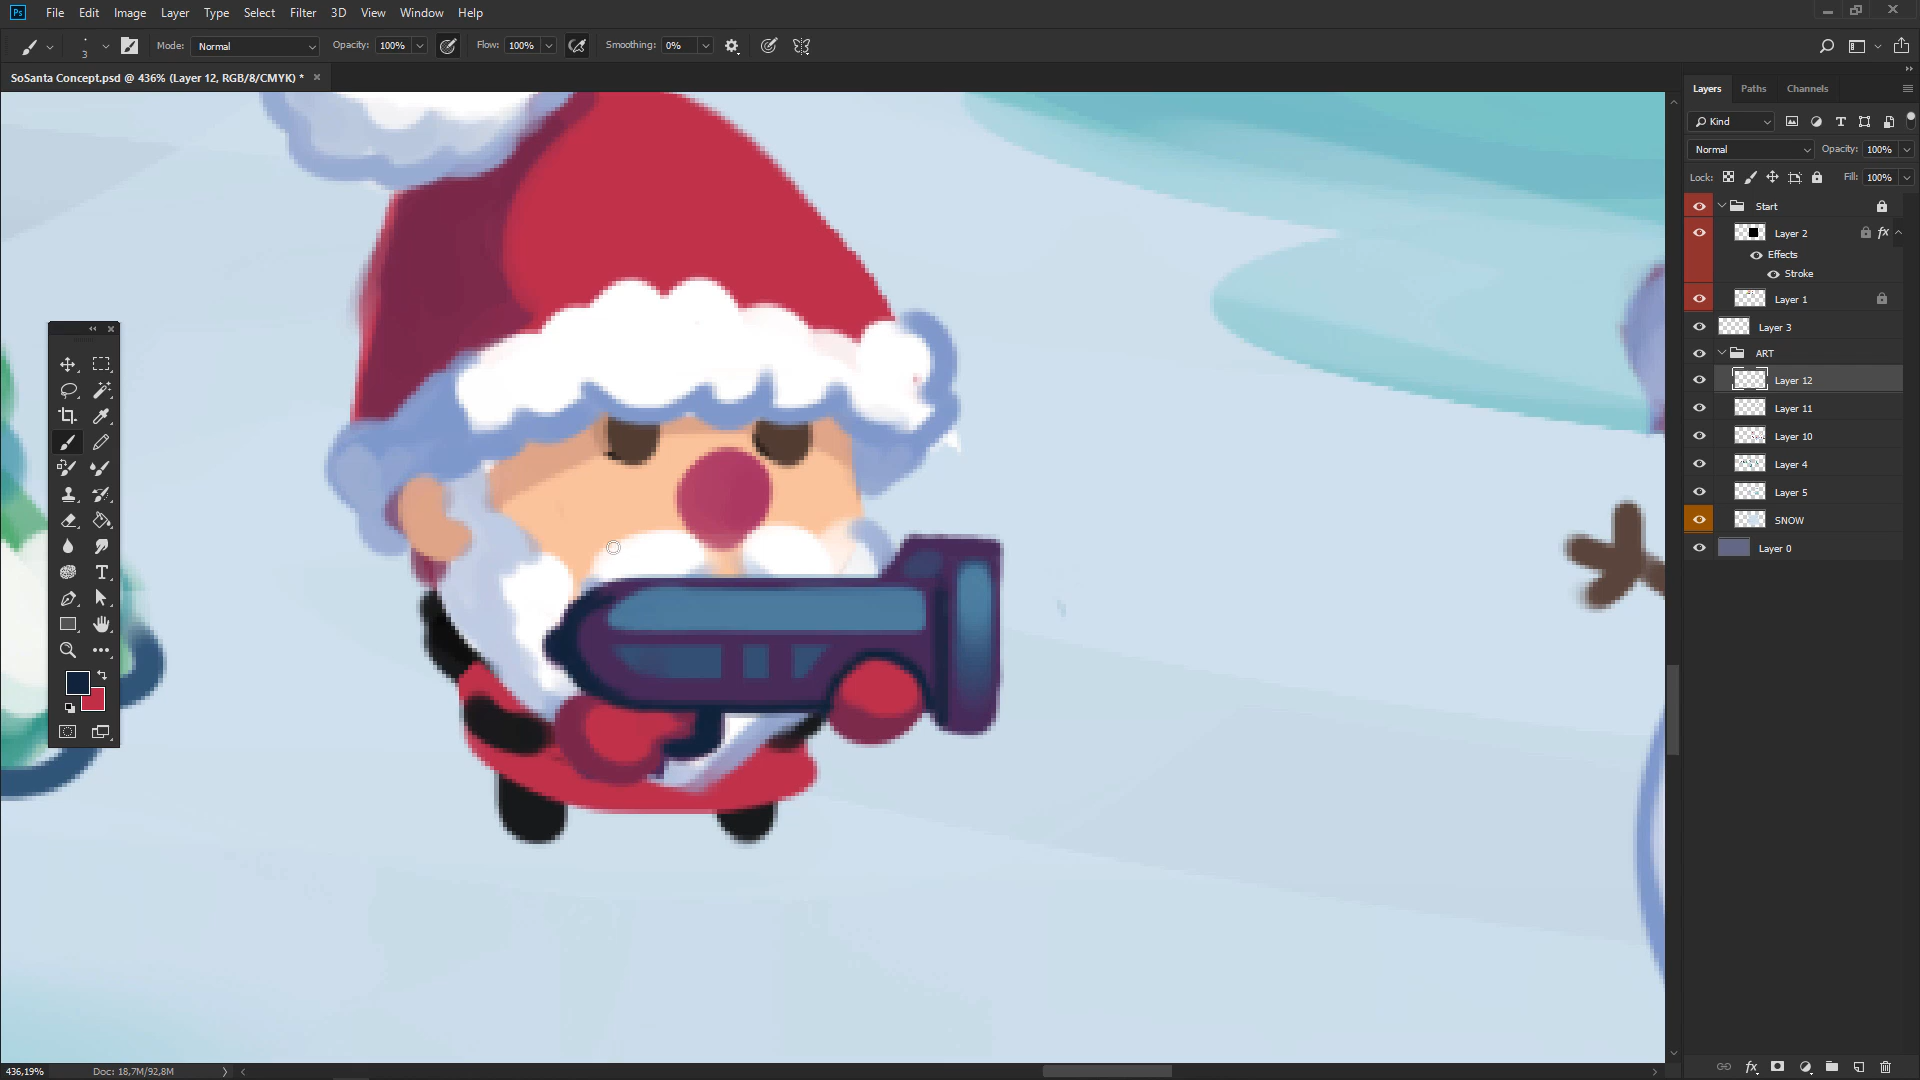 Ps File Edit Image Layer Type Select Filter 3D View Window Help
3 Mode: Normal Opacity: 100% Flow: 100% Smoothing: 0%
SoSanta Concept.psd @ 436% (Layer 12, RGB/8/CMYK) * ×
Layers Paths Channels
Kind
Normal Opacity: 100%
Lock: Fill: 100%
Start
Layer 2 fx
Effects
Stroke
Layer 1
Layer 3
ART
Layer 12
Layer 11
Layer 10
Layer 4
Layer 5
SNOW
Layer 0
436,19% Doc: 18,7M/92,8M